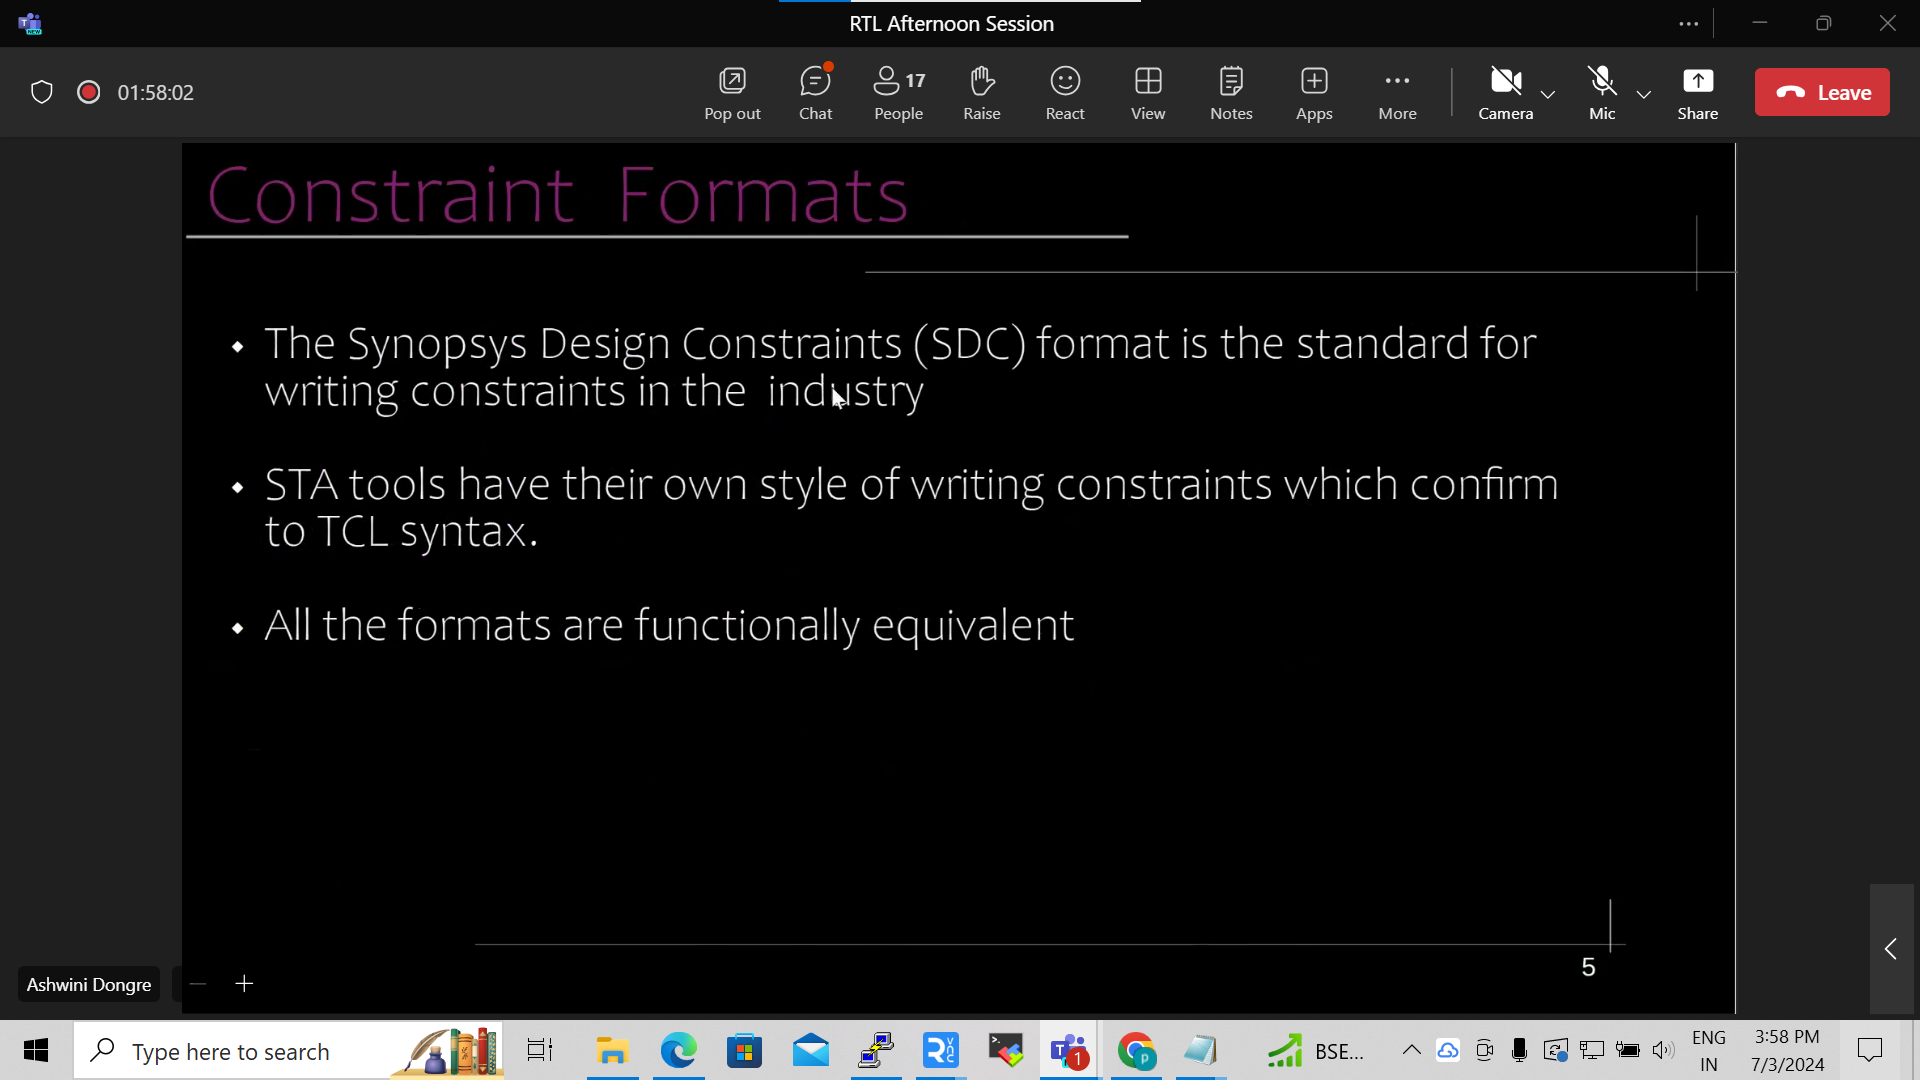 RTL Afternoon Session
01:58:02
Pop out
Chat
17
People
Raise
React
View
Notes
Apps
More
Camera
Mic
Share
Leave
Constraint Formats
The Synopsys Design Constraints (SDC) format is the standard for
writing constraints in the industry
STA tools have their own style of writing constraints which confirm
to TCL syntax.
All the formats are functionally equivalent
5
Ashwini Dongre
Type here to search
1
BSE...
ENG
IN
3:58 PM
7/3/2024